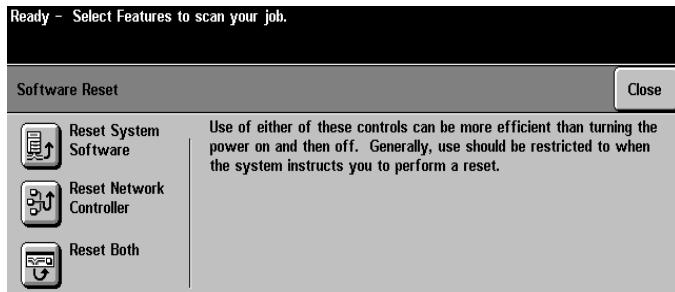 Ready - Select Features to scan your job.
Software Reset
Close
Reset System
Software
Reset Network
Controller
Reset Both
Use of either of these controls can be more efficient than turning the
power on and then off. Generally, use should be restricted to when
the system instructs you to perform a reset.